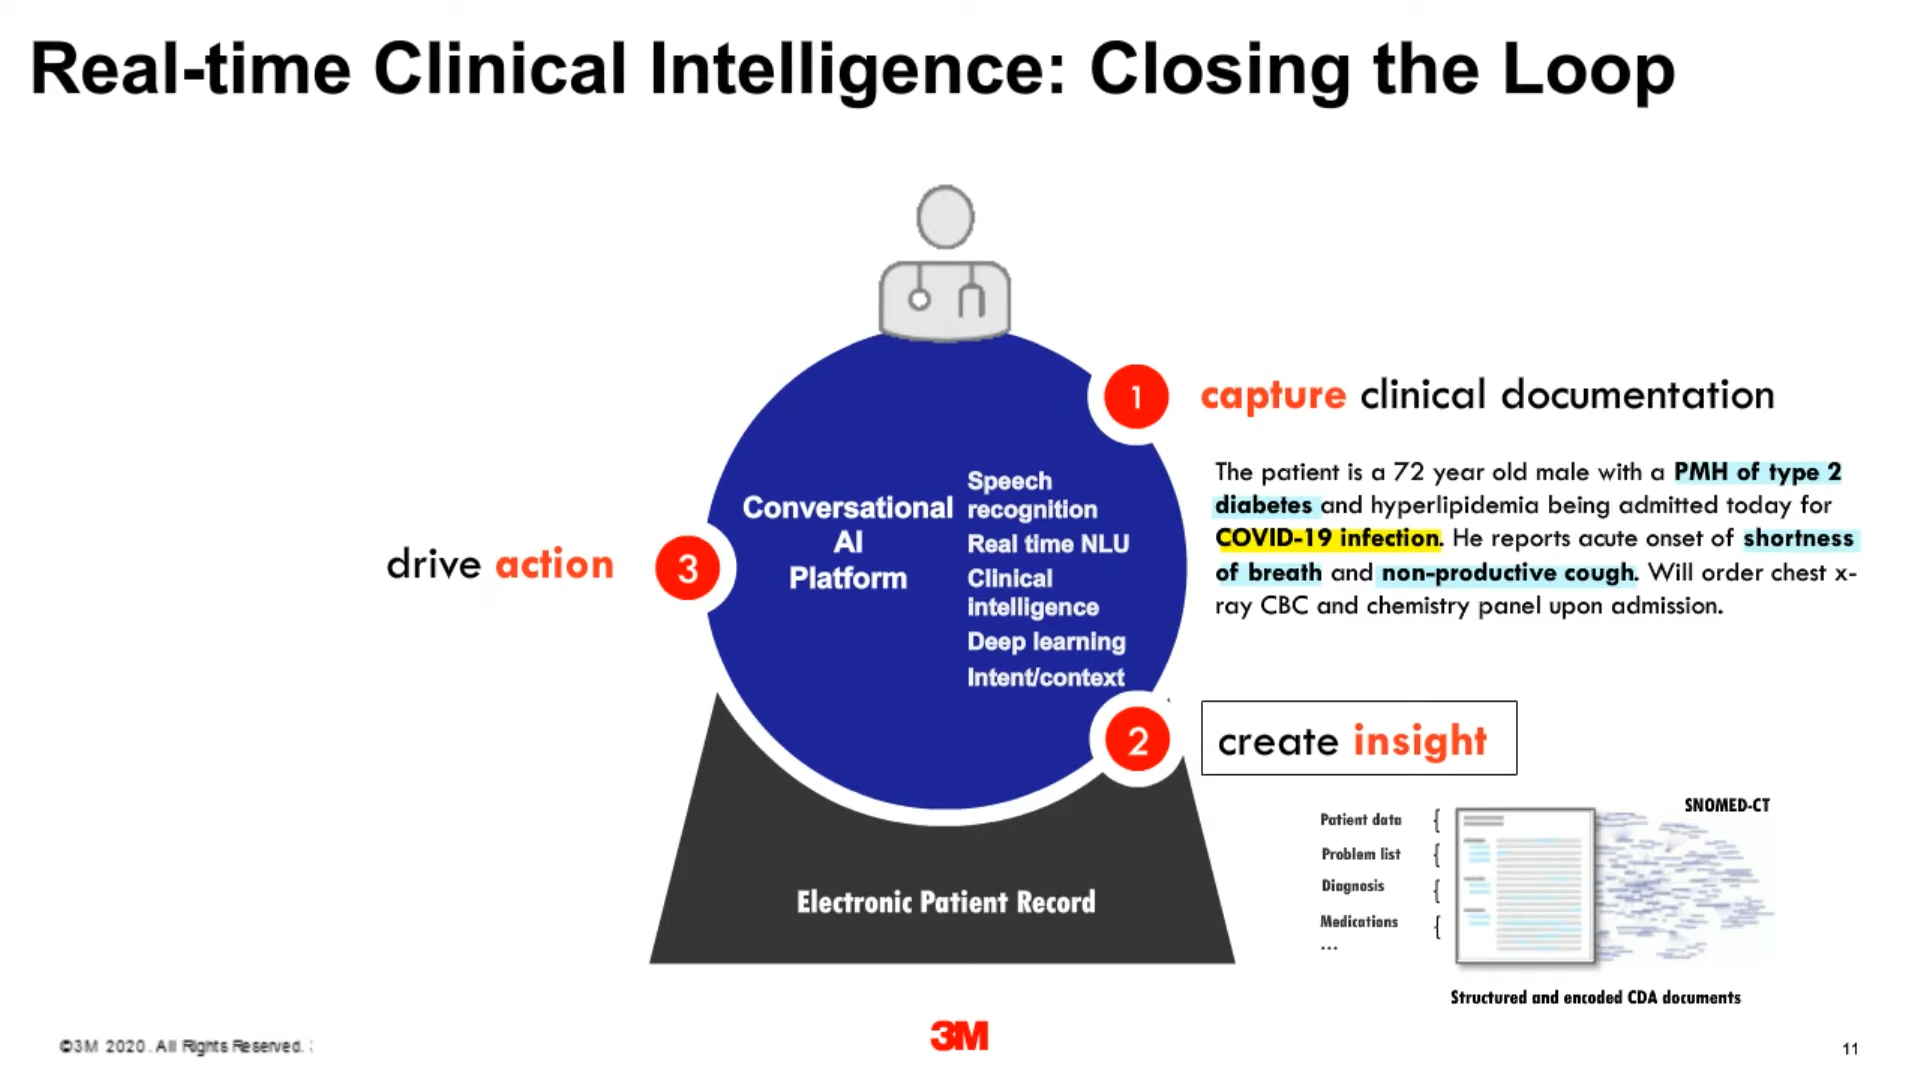 Real-time Clinical Intelligence: Closing the Loop
1
capture clinical documentation
The patient is a 72 year old male with a PMH of type 2
diabetes and hyperlipidemia being admitted today for
COVID-19 infection. He reports acute onset of shortness
of breath and non-productive cough. Will order chest x-
ray CBC and chemistry panel upon admission.
Conversational
AI
Platform
Speech
recognition
Real time NLU
Clinical
intelligence
Deep learning
Intent/context
drive action
3
2
create insight
Electronic Patient Record
Patient data {
Problem list {
Diagnosis {
Medications {
...
SNOMED-CT
Structured and encoded CDA documents
©3M 2020. All Rights Reserved.
3M
11